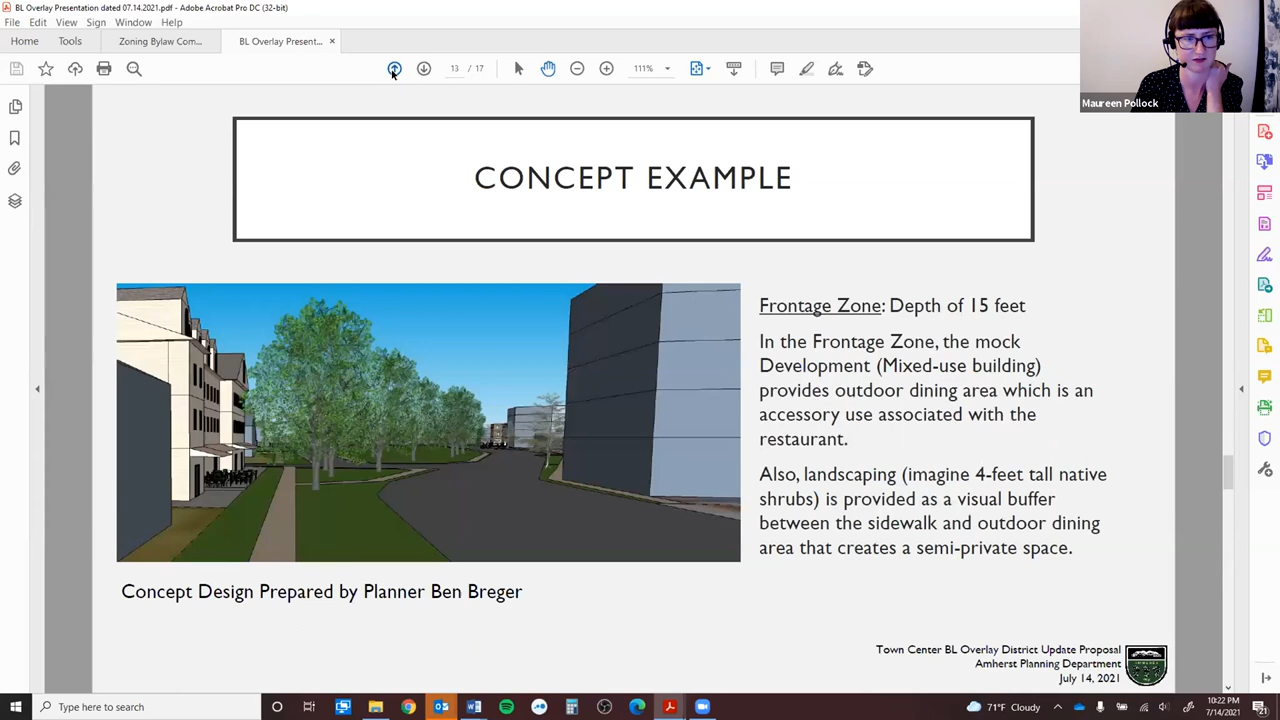 BL Overlay Presentation dated 07.14.2021.pdf - Adobe Acrobat Pro DC (32-bit)
File Edit View Sign Window Help
Home Tools Zoning Bylaw Com... BL Overlay Present... ×
13 / 17 111%
Maureen Pollock
CONCEPT EXAMPLE
Frontage Zone: Depth of 15 feet
In the Frontage Zone, the mock
Development (Mixed-use building)
provides outdoor dining area which is an
accessory use associated with the
restaurant.
Also, landscaping (imagine 4-feet tall native
shrubs) is provided as a visual buffer
between the sidewalk and outdoor dining
area that creates a semi-private space.
Concept Design Prepared by Planner Ben Breger
Town Center BL Overlay District Update Proposal
Amherst Planning Department
July 14, 2021
Type here to search
71°F Cloudy
10:22 PM
7/14/2021
21